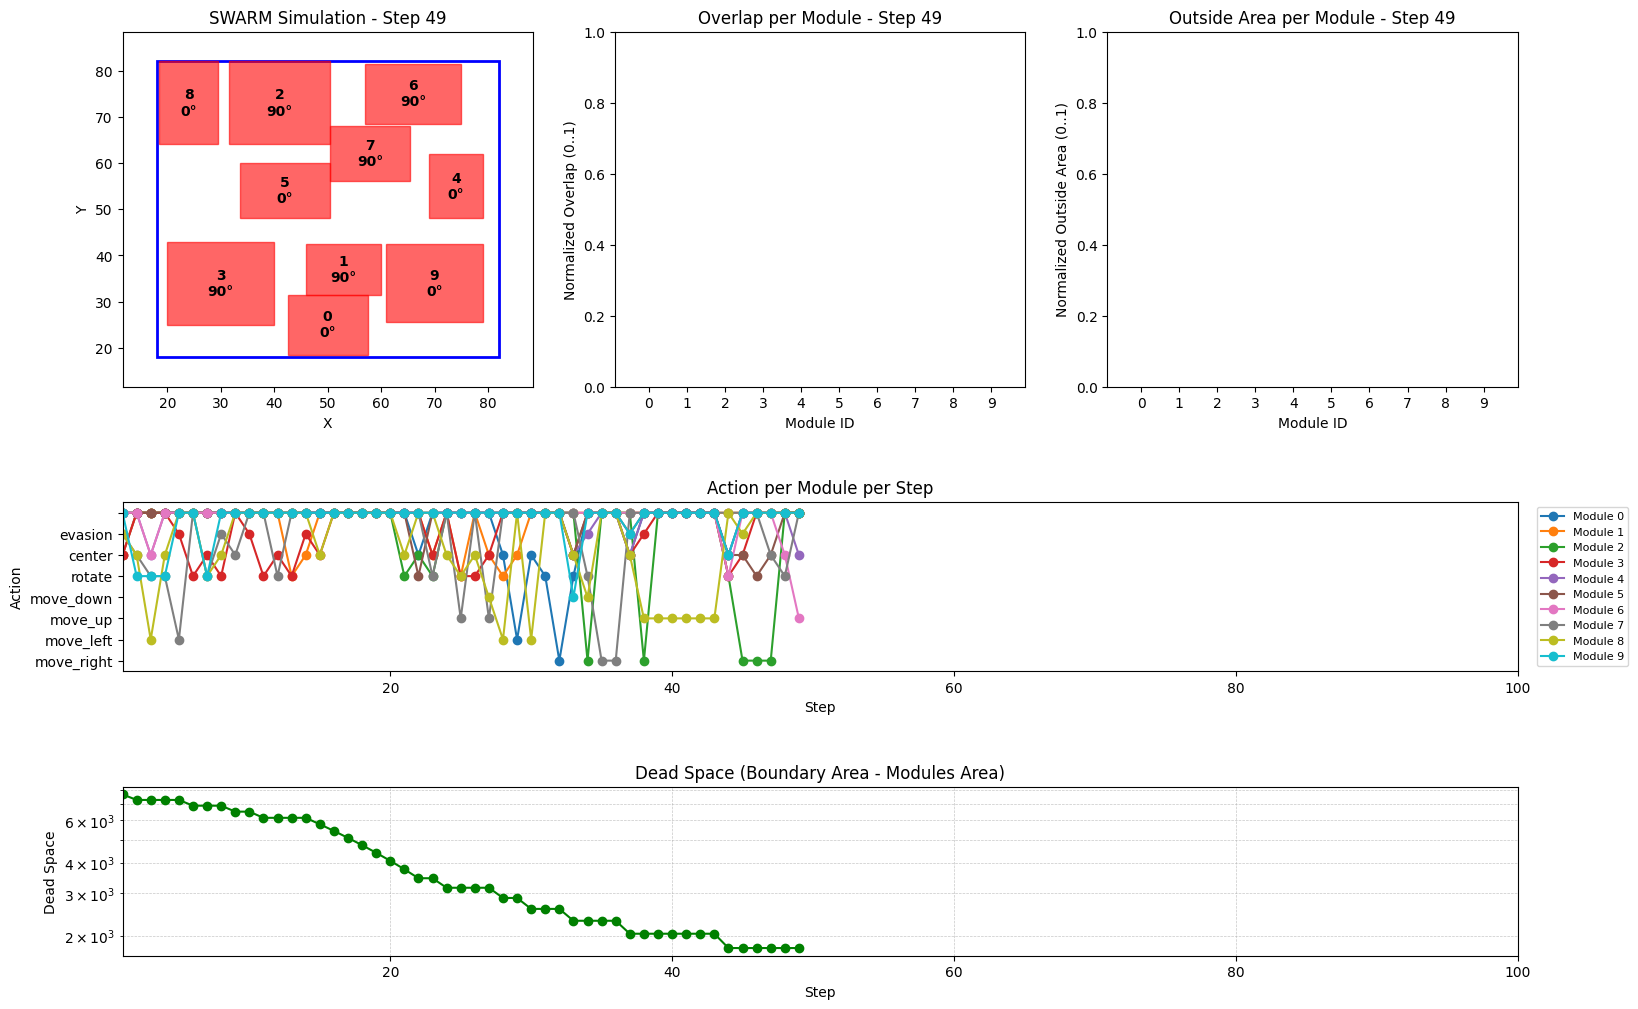 SWARM Simulation - Step 49
Y
80
70
60
50
40
30
20
8
0°
2
90°
6
90°
7
90°
5
0°
4
0°
3
90°
1
90°
9
0°
0
0°
20 30 40 50 60 70 80
X
Overlap per Module - Step 49
Normalized Overlap (0..1)
1.0
0.8
0.6
0.4
0.2
0.0
0 1 2 3 4 5 6 7 8 9
Module ID
Outside Area per Module - Step 49
Normalized Outside Area (0..1)
1.0
0.8
0.6
0.4
0.2
0.0
0 1 2 3 4 5 6 7 8 9
Module ID
Action per Module per Step
Action
evasion
center
rotate
move_down
move_up
move_left
move_right
20 40 60 80 100
Step
Module 0
Module 1
Module 2
Module 3
Module 4
Module 5
Module 6
Module 7
Module 8
Module 9
Dead Space (Boundary Area - Modules Area)
Dead Space
6 × 10³
4 × 10³
3 × 10³
2 × 10³
20 40 60 80 100
Step